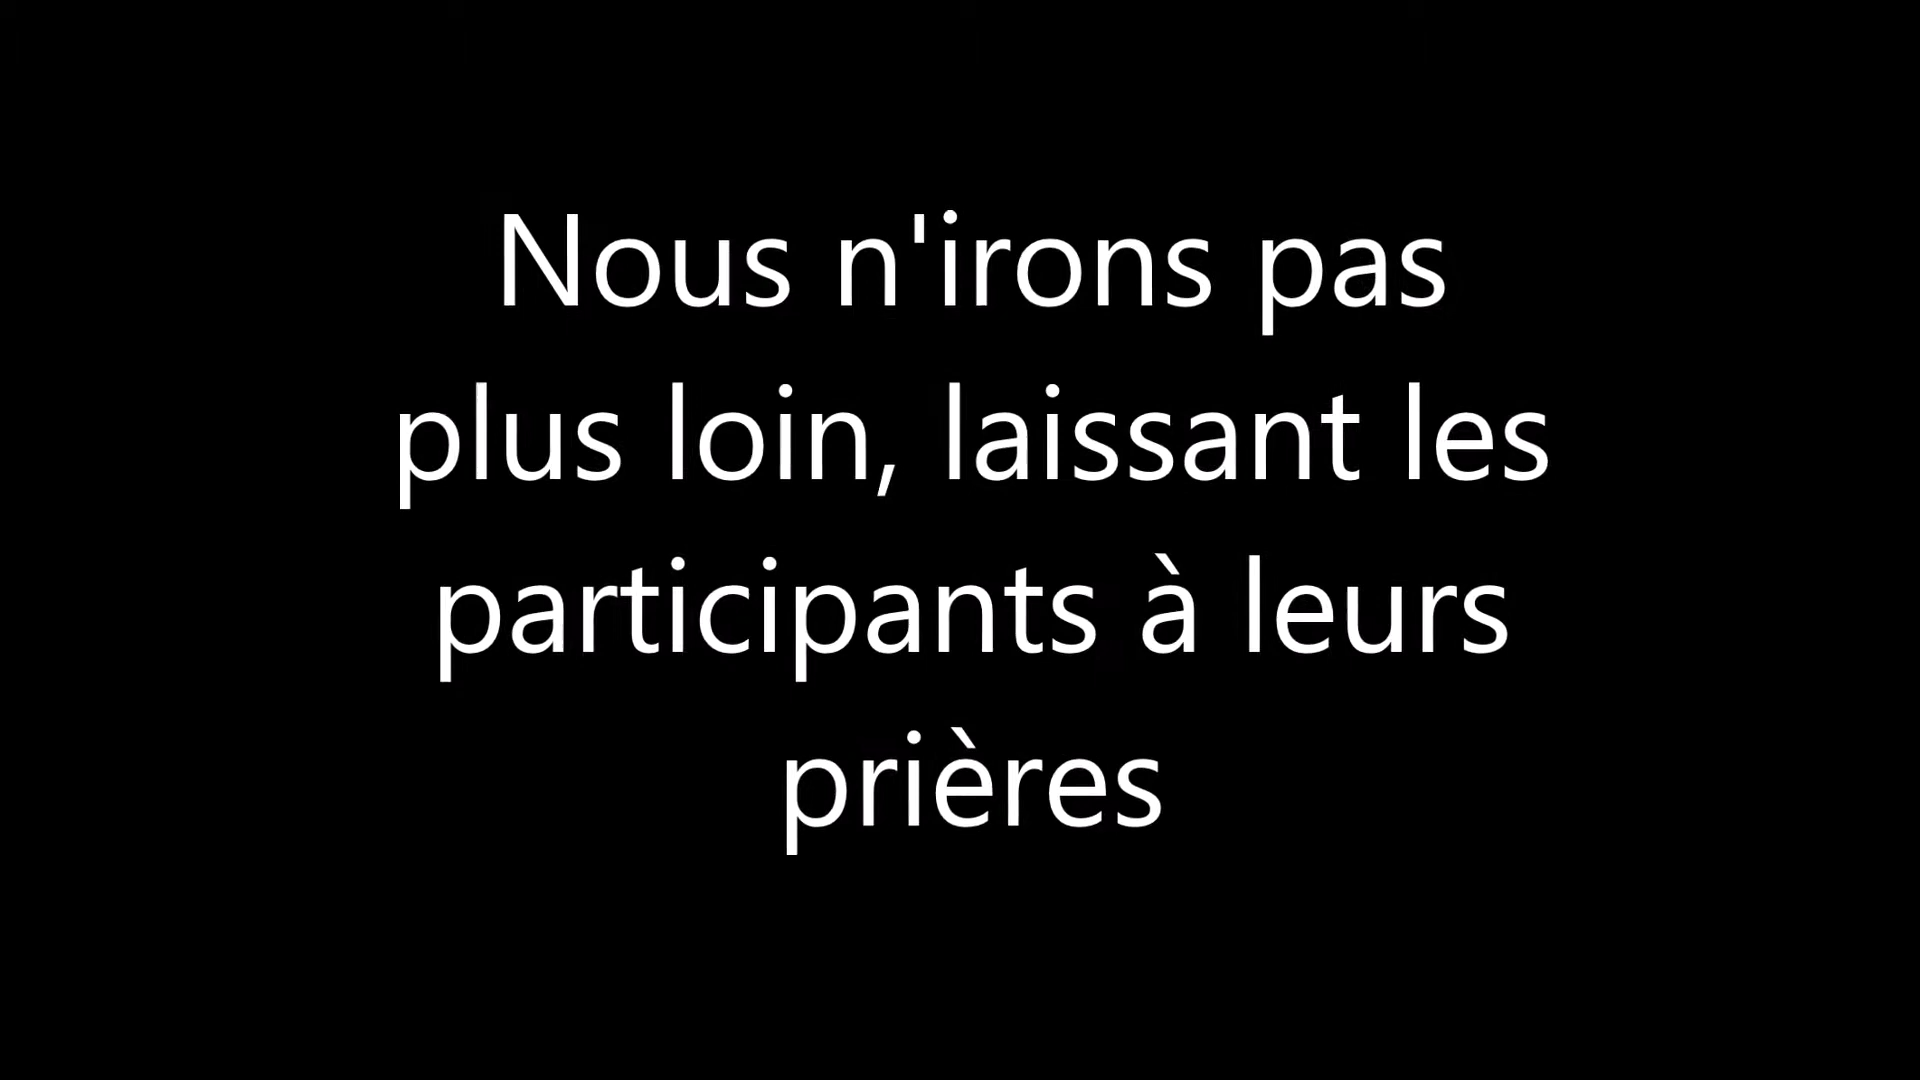 Nous n'irons pas
plus loin, laissant les
participants à leurs
prières